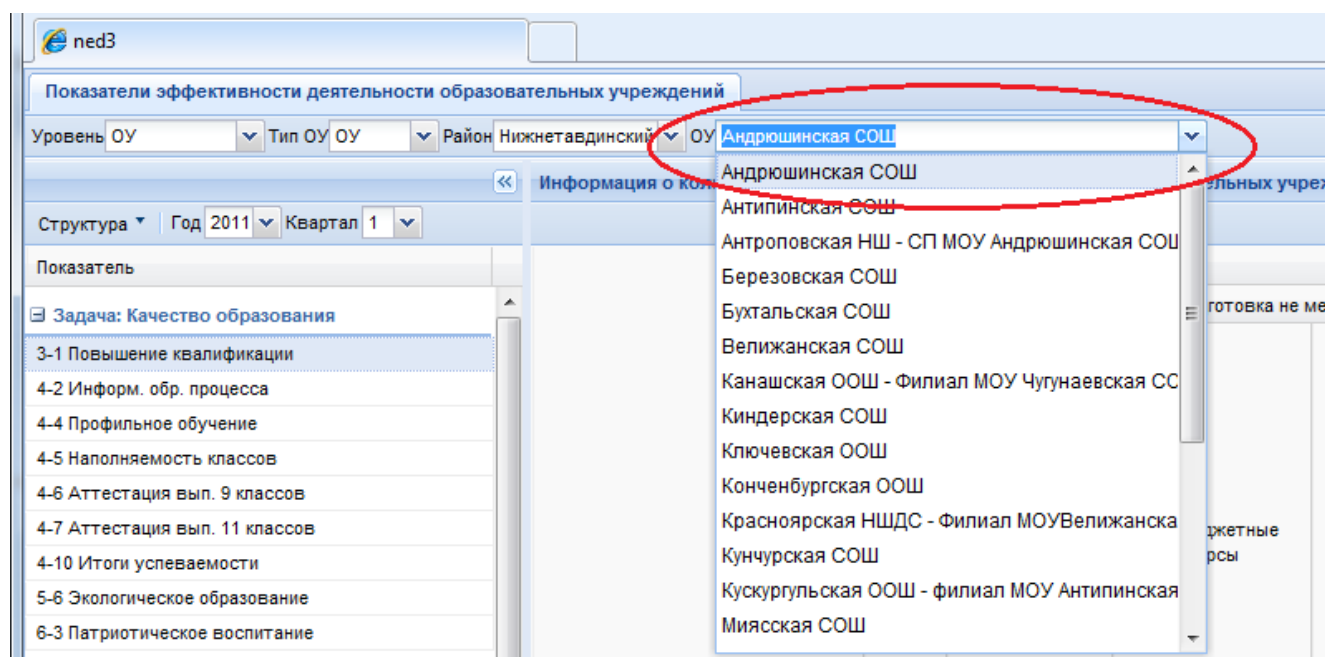 ned3
Показатели эффективности деятельности образовательных учреждений
Уровень ОУ Тип ОУ ОУ Район Нижнетавдинский ОУ Андрюшинская СОШ
Информация о кол
ельных учре
Структура Год 2011 Квартал 1
Показатель
Задача: Качество образования
3-1 Повышение квалификации
4-2 Информ. обр. процесса
4-4 Профильное обучение
4-5 Наполняемость классов
4-6 Аттестация вып. 9 классов
4-7 Аттестация вып. 11 классов
4-10 Итоги успеваемости
5-6 Экологическое образование
6-3 Патриотическое воспитание
Андрюшинская СОШ
Антипинская СОШ
Антроповская НШ - СП МОУ Андрюшинская СОШ
Березовская СОШ
Бухтальская СОШ
Велижанская СОШ
Канашская ООШ - Филиал МОУ Чугунаевская СО
Киндерская СОШ
Ключевская ООШ
Конченбургская ООШ
Красноярская НШДС - Филиал МОУВелижанска
Кунчурская СОШ
Кускургульская ООШ - филиал МОУ Антипинская
Миясская СОШ
готовка не ме
джетные
рсы